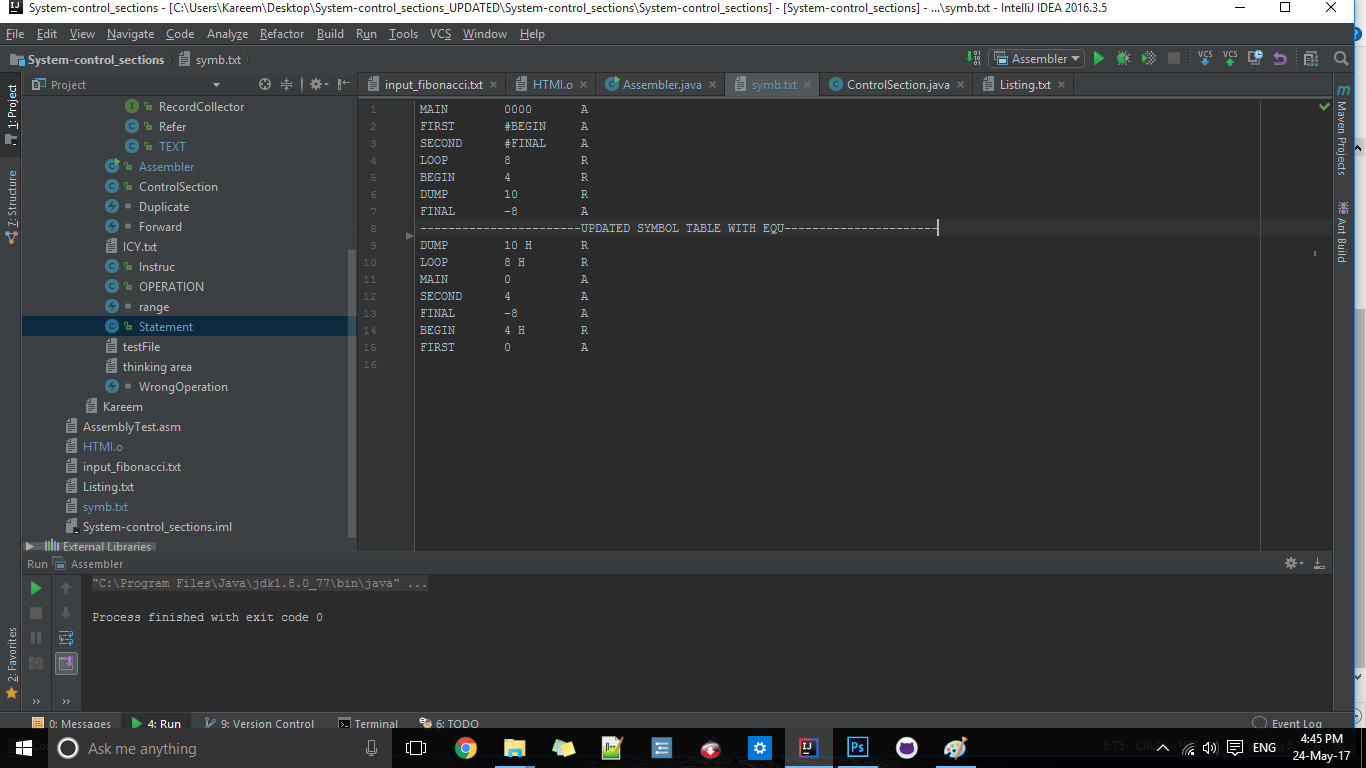 System-control_sections - [C:\Users\Kareem\Desktop\System-control_sections_UPDATED\System-control_sections\System-control_sections] - [System-control_sections] - ...\symb.txt - IntelliJ IDEA 2016.3.5
File Edit View Navigate Code Analyze Refactor Build Run Tools VCS Window Help
System-control_sections symb.txt Assembler VCS VCS
Project input_fibonacci.txt HTMl.o Assembler.java symb.txt ControlSection.java Listing.txt
1: Project
7: Structure
2: Favorites
RecordCollector
Refer
TEXT
Assembler
ControlSection
Duplicate
Forward
ICY.txt
Instruc
OPERATION
range
Statement
testFile
thinking area
WrongOperation
Kareem
AssemblyTest.asm
HTMl.o
input_fibonacci.txt
Listing.txt
symb.txt
System-control_sections.iml
External Libraries
1 MAIN 0000 A
2 FIRST #BEGIN A
3 SECOND #FINAL A
4 LOOP 8 R
5 BEGIN 4 R
6 DUMP 10 R
7 FINAL -8 A
8 -----------------------UPDATED SYMBOL TABLE WITH EQU----------------------
9 DUMP 10 H R
10 LOOP 8 H R
11 MAIN 0 A
12 SECOND 4 A
13 FINAL -8 A
14 BEGIN 4 H R
15 FIRST 0 A
16
Maven Projects
Ant Build
Run Assembler
"C:\Program Files\Java\jdk1.8.0_77\bin\java" ...
Process finished with exit code 0
0: Messages 4: Run 9: Version Control Terminal 6: TODO Event Log
Ask me anything
ENG
4:45 PM
24-May-17